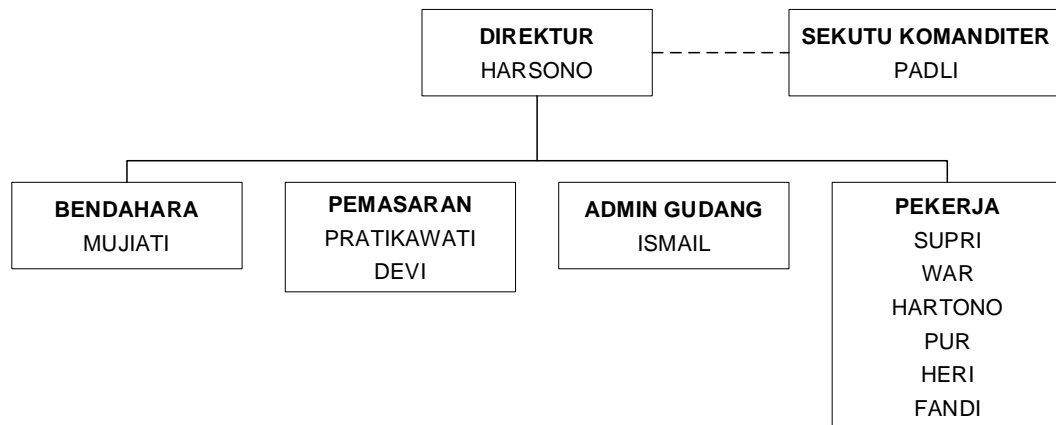 DIREKTUR
HARSONO
SEKUTU KOMANDITER
PADLI
BENDAHARA
MUJIATI
PEMASARAN
PRATIKAWATI
DEVI
ADMIN GUDANG
ISMAIL
PEKERJA
SUPRI
WAR
HARTONO
PUR
HERI
FANDI